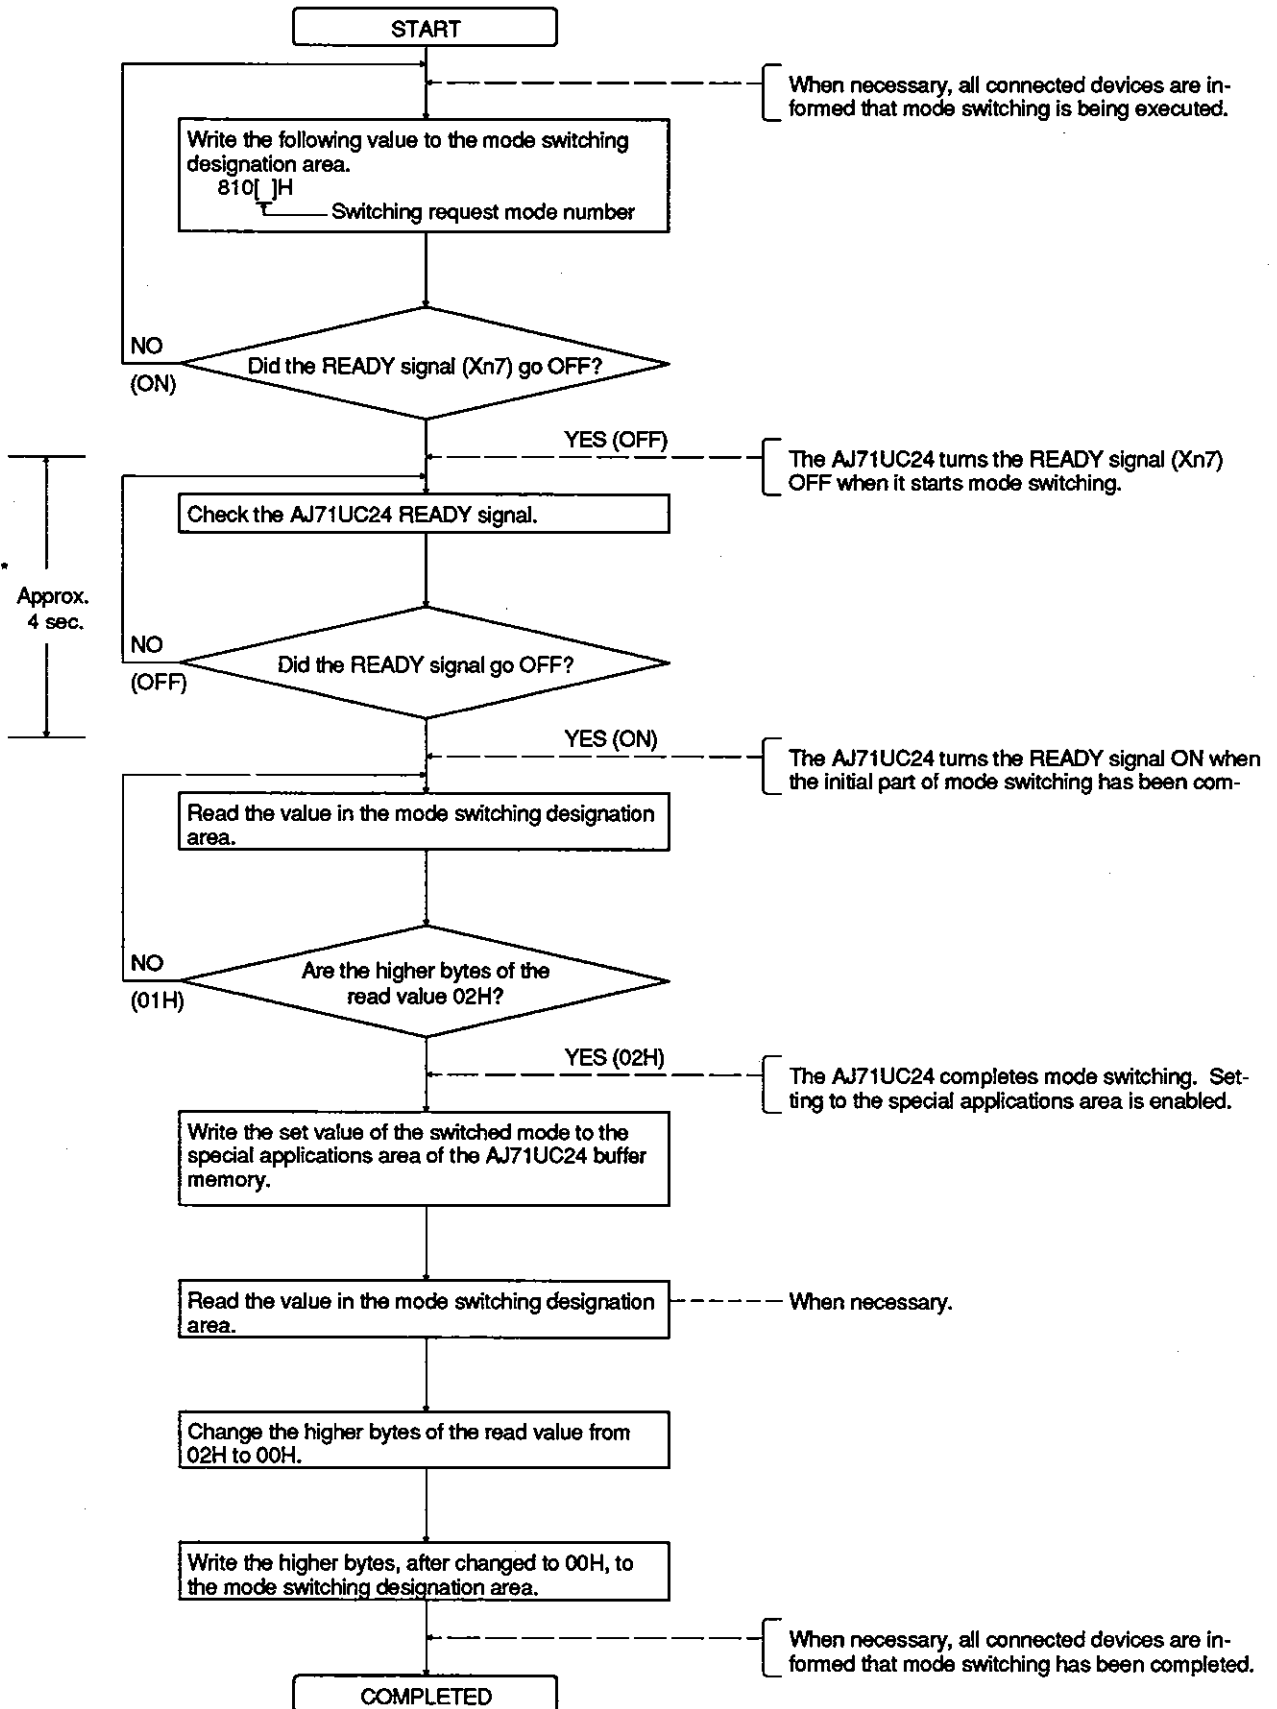 START
When necessary, all connected devices are in-
formed that mode switching is being executed.
Write the following value to the mode switching
designation area.
810[_]H
Switching request mode number
NO
(ON)
Did the READY signal (Xn7) go OFF?
YES (OFF)
The AJ71UC24 turns the READY signal (Xn7)
OFF when it starts mode switching.
Check the AJ71UC24 READY signal.
*
Approx.
4 sec.
NO
(OFF)
Did the READY signal go OFF?
YES (ON)
The AJ71UC24 turns the READY signal ON when
the initial part of mode switching has been com-
Read the value in the mode switching designation
area.
NO
(01H)
Are the higher bytes of the
read value 02H?
YES (02H)
The AJ71UC24 completes mode switching. Set-
ting to the special applications area is enabled.
Write the set value of the switched mode to the
special applications area of the AJ71UC24 buffer
memory.
Read the value in the mode switching designation
area.
When necessary.
Change the higher bytes of the read value from
02H to 00H.
Write the higher bytes, after changed to 00H, to
the mode switching designation area.
When necessary, all connected devices are in-
formed that mode switching has been completed.
COMPLETED